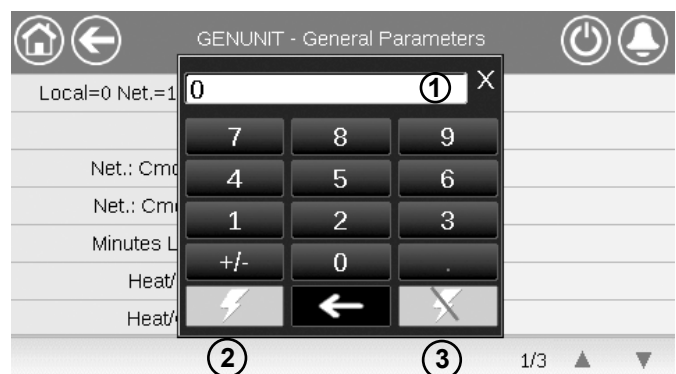 GENUNIT - General Parameters
Local=0 Net.=1
0
1
X
7 8 9
Net.: Cmd
4 5 6
Net.: Cm
1 2 3
Minutes L
+/- 0 .
Heat/
Heat/
2 3
1/3